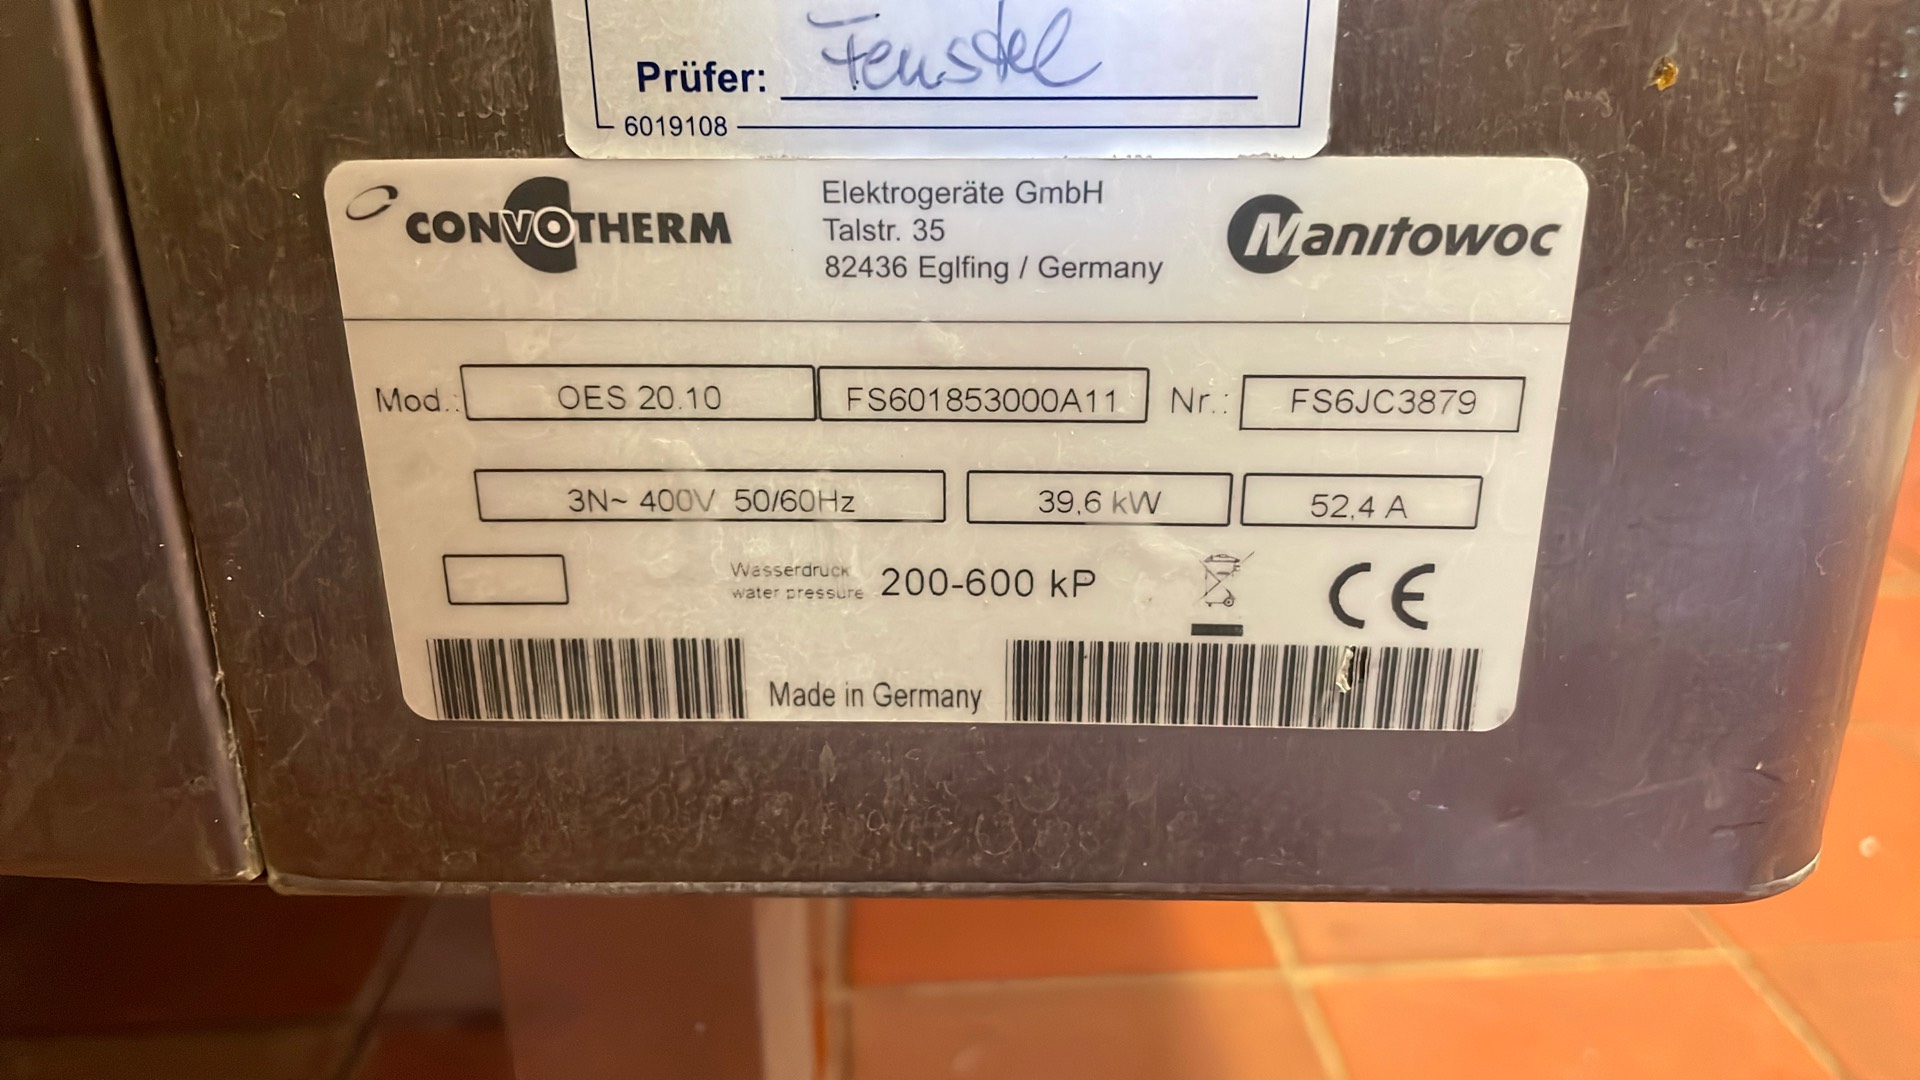 Prüfer:
6019108
CONVOTHERM
Elektrogeräte GmbH
Talstr. 35
82436 Eglfing / Germany
Manitowoc
Mod.: OES 20.10 FS601853000A11 Nr.: FS6JC3879
3N~ 400V 50/60Hz 39,6 kW 52,4 A
Wasserdruck
water pressure
200-600 kP
CE
Made in Germany